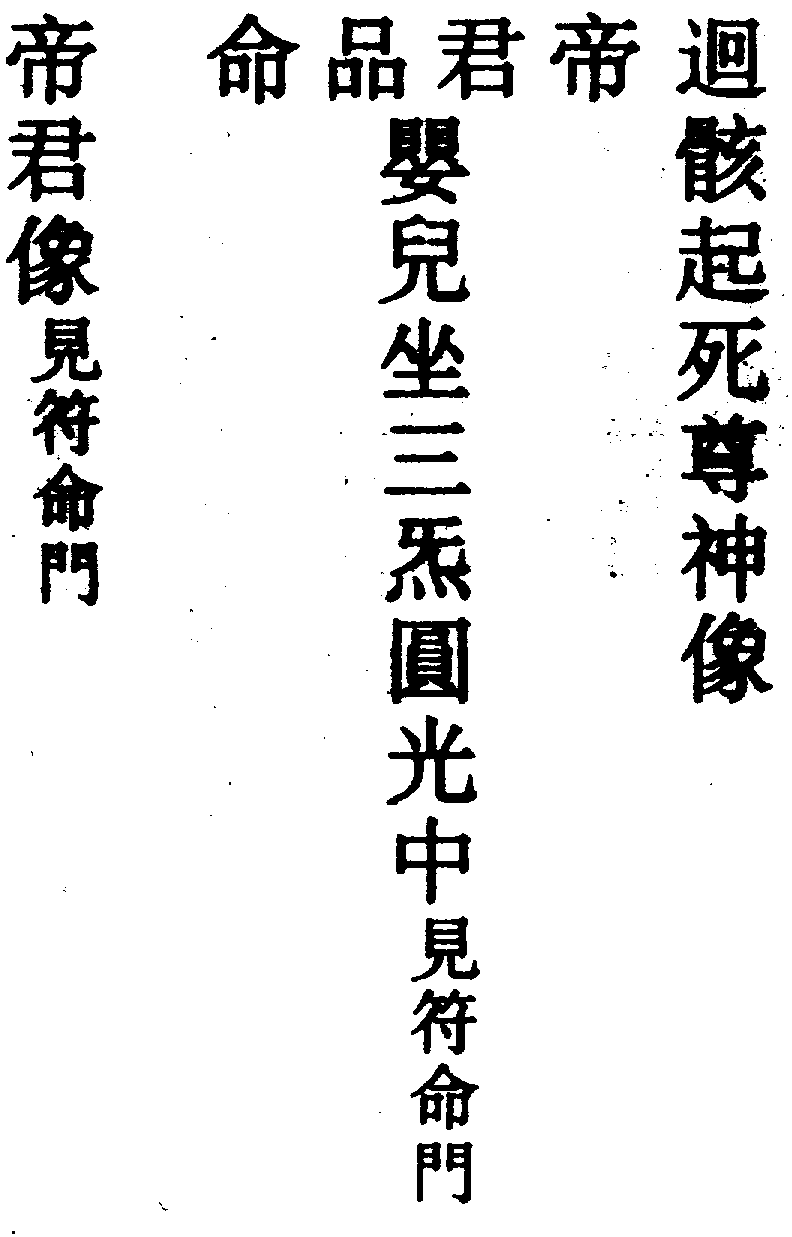 迴骸起死尊神像
帝君品命
嬰兒坐三炁圓光中見符命門
帝君像見符命門